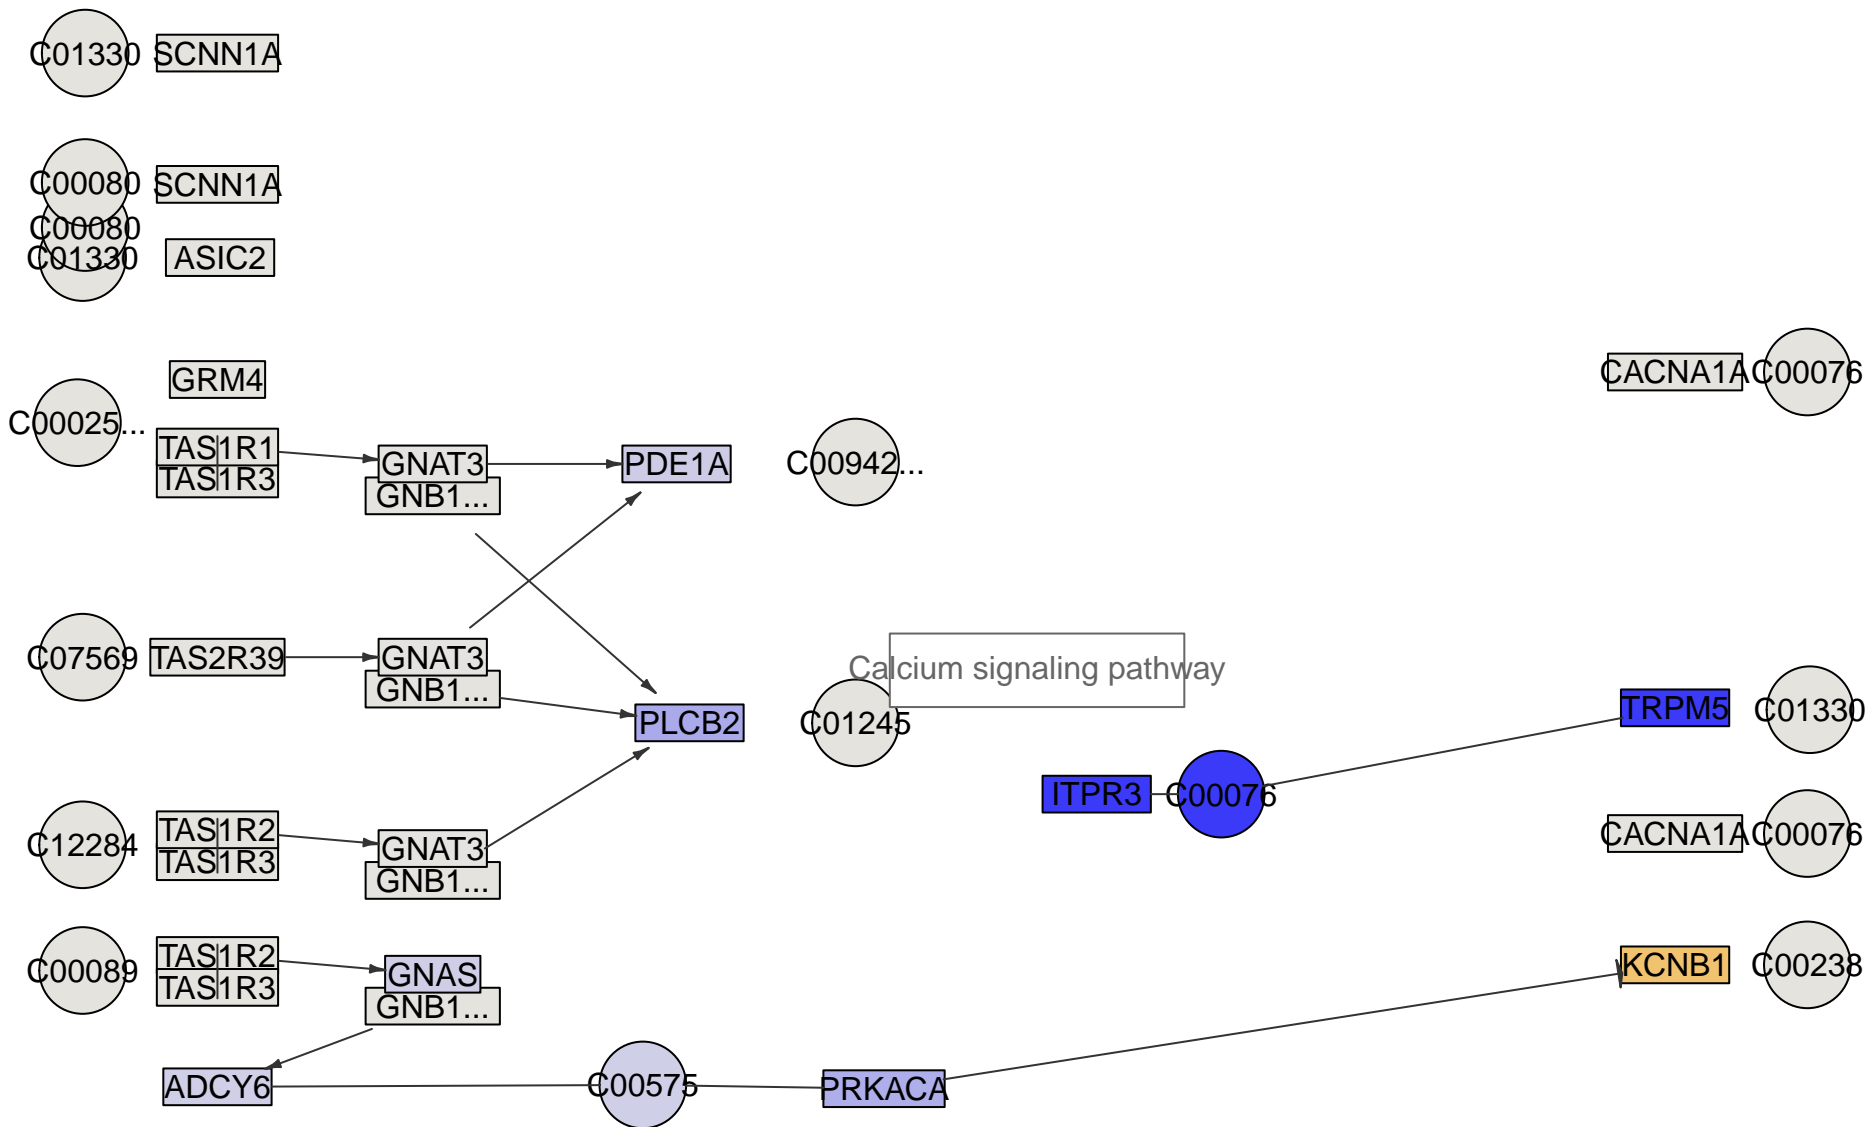 C01330 SCNN1A
C00080 SCNN1A
C00080
C01330 ASIC2
GRM4
CACNA1A C00076
C00025...
TAS1R1
GNAT3 PDE1A C00942...
TAS1R3
GNB1...
C07569 TAS2R39 GNAT3
Calcium signaling pathway
GNB1...
PLCB2 C01245
TRPM5 C01330
ITPR3 C00076
TAS1R2
CACNA1A C00076
C12284
GNAT3
TAS1R3
GNB1...
TAS1R2
KCNB1 C00238
C00089
GNAS
TAS1R3
GNB1...
ADCY6 C00575 PRKACA